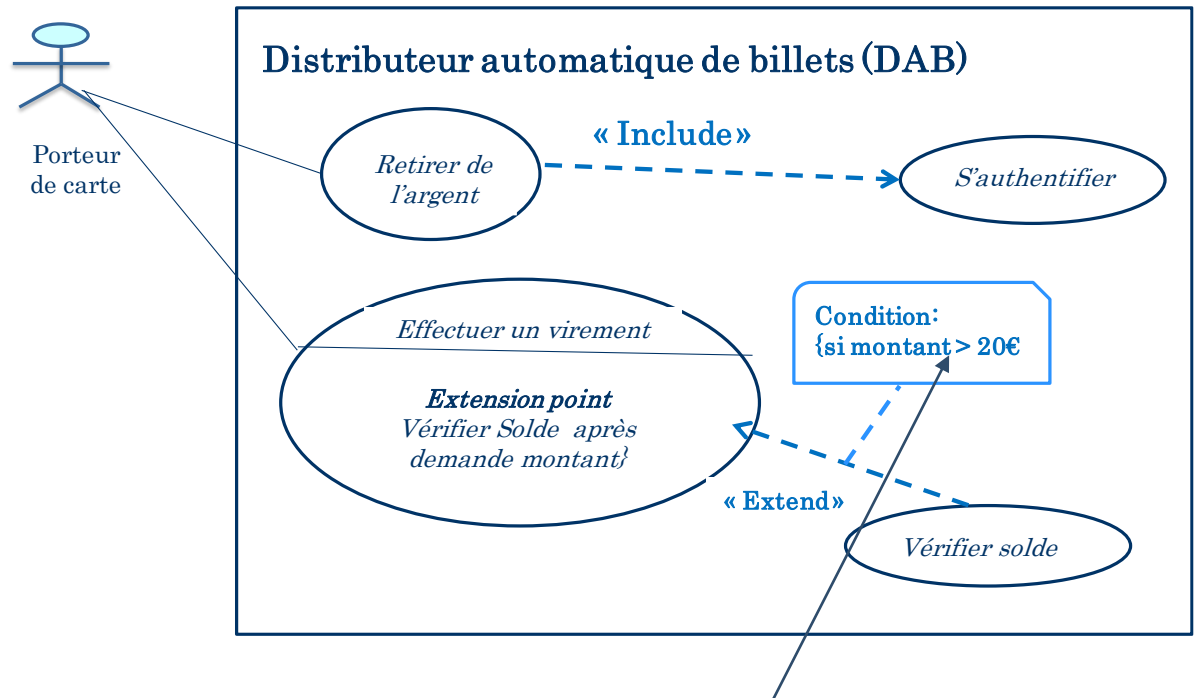 Distributeur automatique de billets (DAB)
« Include»
Porteur
de carte
Retirer de
l'argent
S'authentifier
Effectuer un virement
Condition:
{si montant > 20€
Extension point
Vérifier Solde après
demande montant}
« Extend»
Vérifier solde